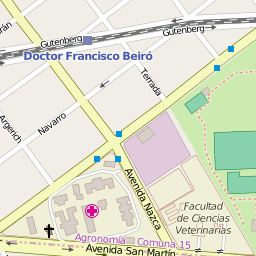 Gutenberg
Gutenberg
Doctor Francisco Beiró
Terrada
Navarro
Argerich
Avenida Nazca
Facultad
de Ciencias
Veterinarias
Agronomía
Comuna 15
Avenida San Martín